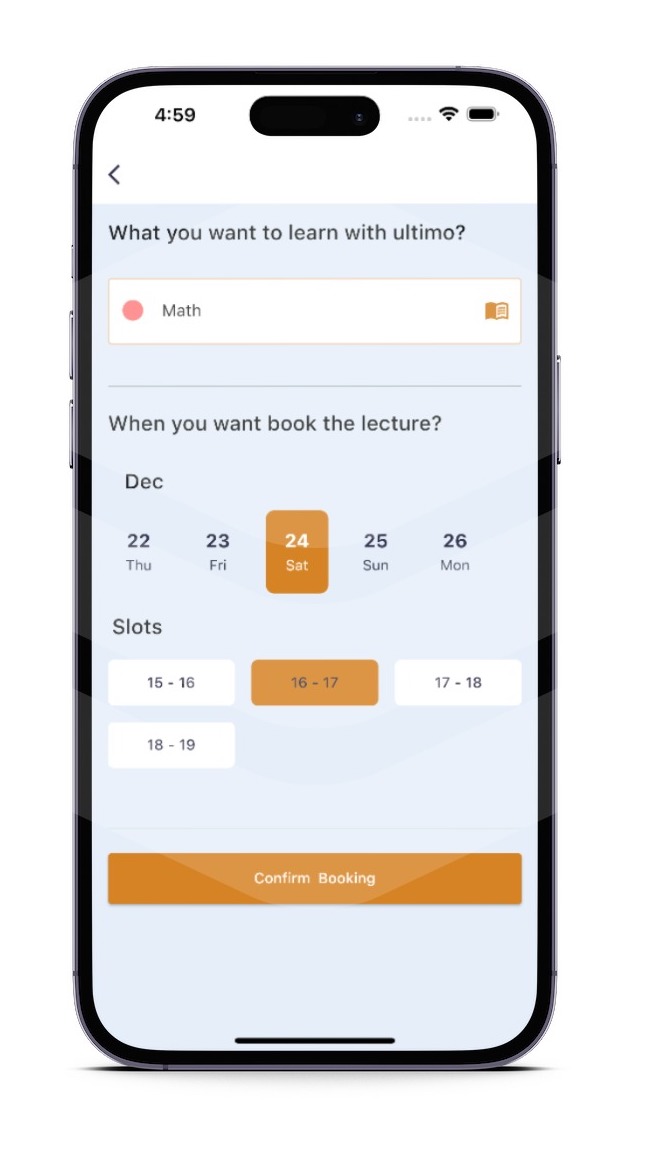 4:59
What you want to learn with ultimo?
Math
When you want book the lecture?
Dec
22 23 24 25 26
Thu Fri Sat Sun Mon
Slots
15 - 16 16 - 17 17 - 18
18 - 19
Confirm Booking